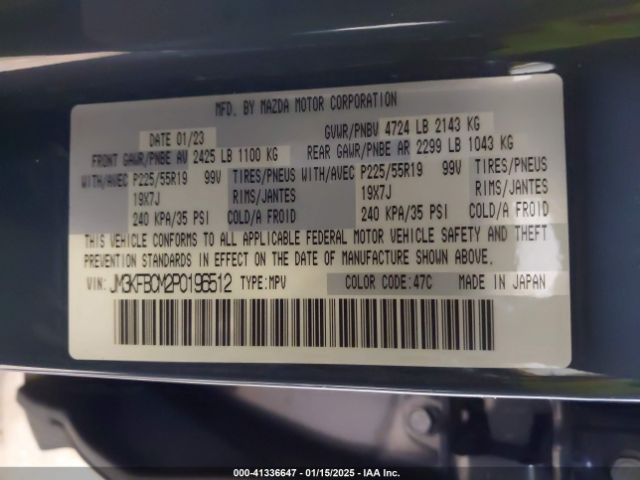 MFD. BY MAZDA MOTOR CORPORATION
DATE 01/23 GVWR/PNBV 4724 LB 2143 KG
FRONT GAWR/PNBE AV 2425 LB 1100 KG REAR GAWR/PNBE AR 2299 LB 1043 KG
WITH/AVEC P225/55R19 99V TIRES/PNEUS WITH/AVEC P225/55R19 99V TIRES/PNEUS
19X7J RIMS/JANTES 19X7J RIMS/JANTES
240 KPA/35 PSI COLD/A FROID 240 KPA/35 PSI COLD/A FROID
THIS VEHICLE CONFORMS TO ALL APPLICABLE FEDERAL MOTOR VEHICLE SAFETY AND THEFT
PREVENTION STANDARDS IN EFFECT ON THE DATE OF MANUFACTURE SHOWN ABOVE.
VIN: JM3KFBCM2P0196512 TYPE:MPV COLOR CODE:47C MADE IN JAPAN
000-41336647 - 01/15/2025 - IAA Inc.